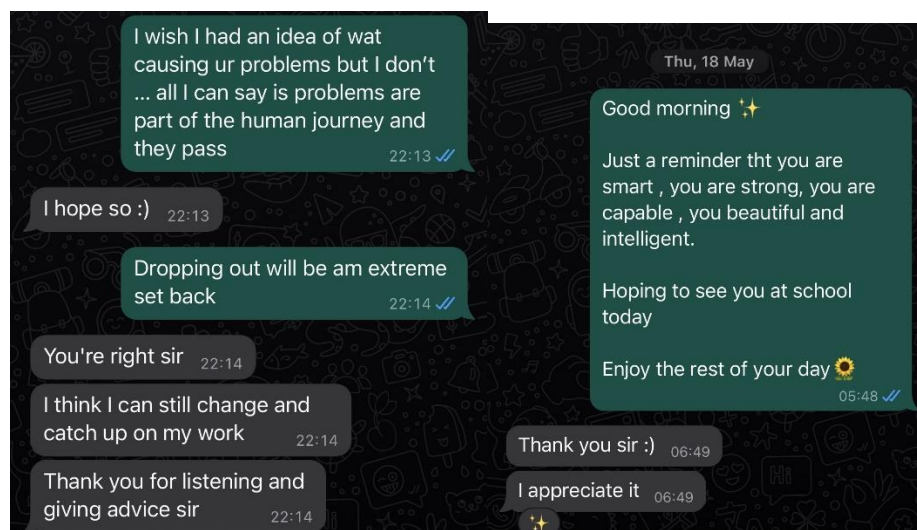 I wish I had an idea of wat
causing ur problems but I don't
... all I can say is problems are
part of the human journey and
they pass
22:13
I hope so :) 22:13
Dropping out will be am extreme
set back
22:14
You're right sir 22:14
I think I can still change and
catch up on my work 22:14
Thank you for listening and
giving advice sir 22:14
Thu, 18 May
Good morning ✨
Just a reminder tht you are
smart , you are strong, you are
capable , you beautiful and
intelligent.
Hoping to see you at school
today
Enjoy the rest of your day🌻
05:48
Thank you sir :) 06:49
I appreciate it 06:49
✨